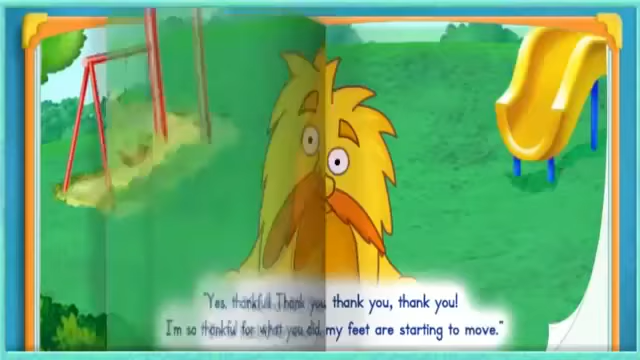 "Yes, thankful! Thank you, thank you, thank you!
I'm so thankful for what you did, my feet are starting to move."